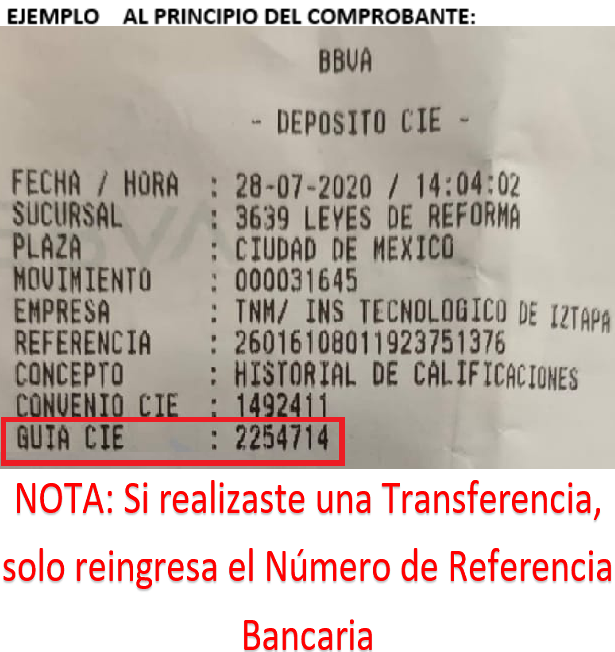 EJEMPLO AL PRINCIPIO DEL COMPROBANTE:
BBVA
- DEPOSITO CIE -
FECHA / HORA : 28-07-2020 / 14:04:02
SUCURSAL : 3639 LEYES DE REFORMA
PLAZA : CIUDAD DE MEXICO
MOVIMIENTO : 000031645
EMPRESA : TNM/ INS TECNOLOGICO DE IZTAPA
REFERENCIA : 26016108011923751376
CONCEPTO : HISTORIAL DE CALIFICACIONES
CONVENIO CIE : 1492411
GUIA CIE : 2254714
NOTA: Si realizaste una Transferencia,
solo reingresa el Número de Referencia
Bancaria